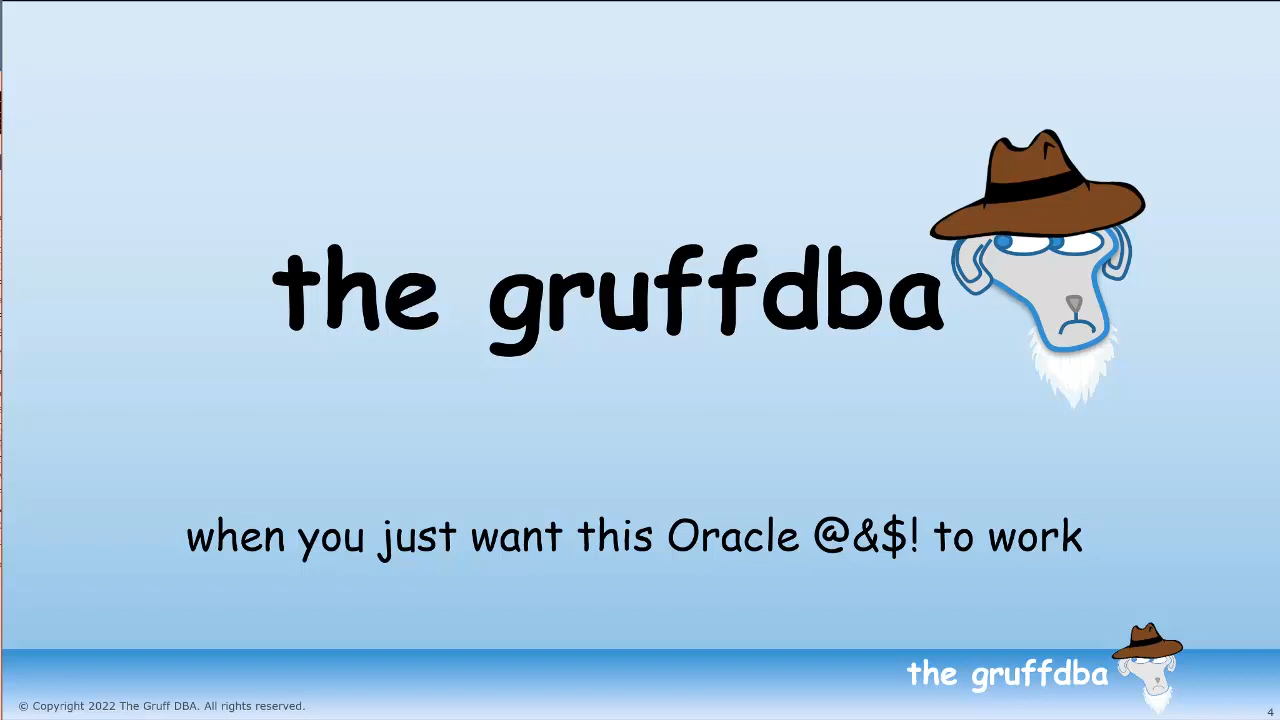 the gruffdba
when you just want this Oracle @&$! to work
the gruffdba
© Copyright 2022 The Gruff DBA. All rights reserved.
4